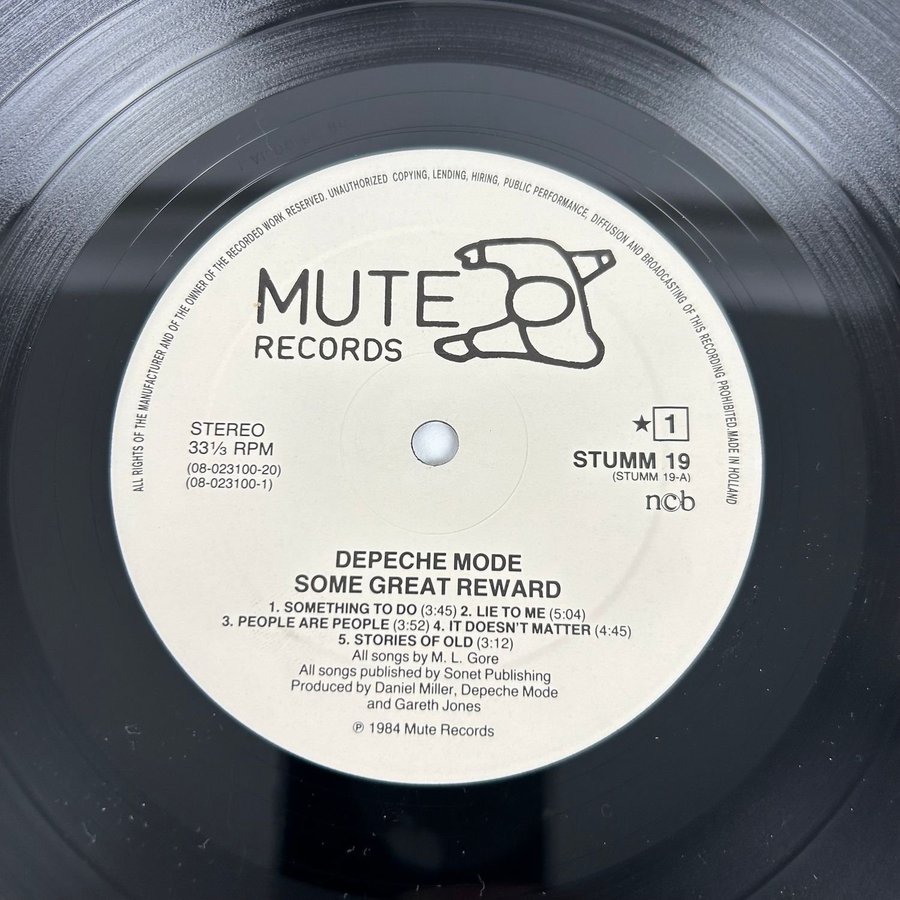 ALL RIGHTS OF THE MANUFACTURER AND OF THE OWNER OF THE RECORDED WORK RESERVED. UNAUTHORIZED COPYING, LENDING, HIRING, PUBLIC PERFORMANCE, DIFFUSION AND BROADCASTING OF THIS RECORDING PROHIBITED. MADE IN HOLLAND
MUTE
RECORDS
STEREO
33⅓ RPM
(08-023100-20)
(08-023100-1)
★1
STUMM 19
(STUMM 19-A)
ncb
DEPECHE MODE
SOME GREAT REWARD
1. SOMETHING TO DO (3:45) 2. LIE TO ME (5:04)
3. PEOPLE ARE PEOPLE (3:52) 4. IT DOESN'T MATTER (4:45)
5. STORIES OF OLD (3:12)
All songs by M. L. Gore
All songs published by Sonet Publishing
Produced by Daniel Miller, Depeche Mode
and Gareth Jones
℗ 1984 Mute Records